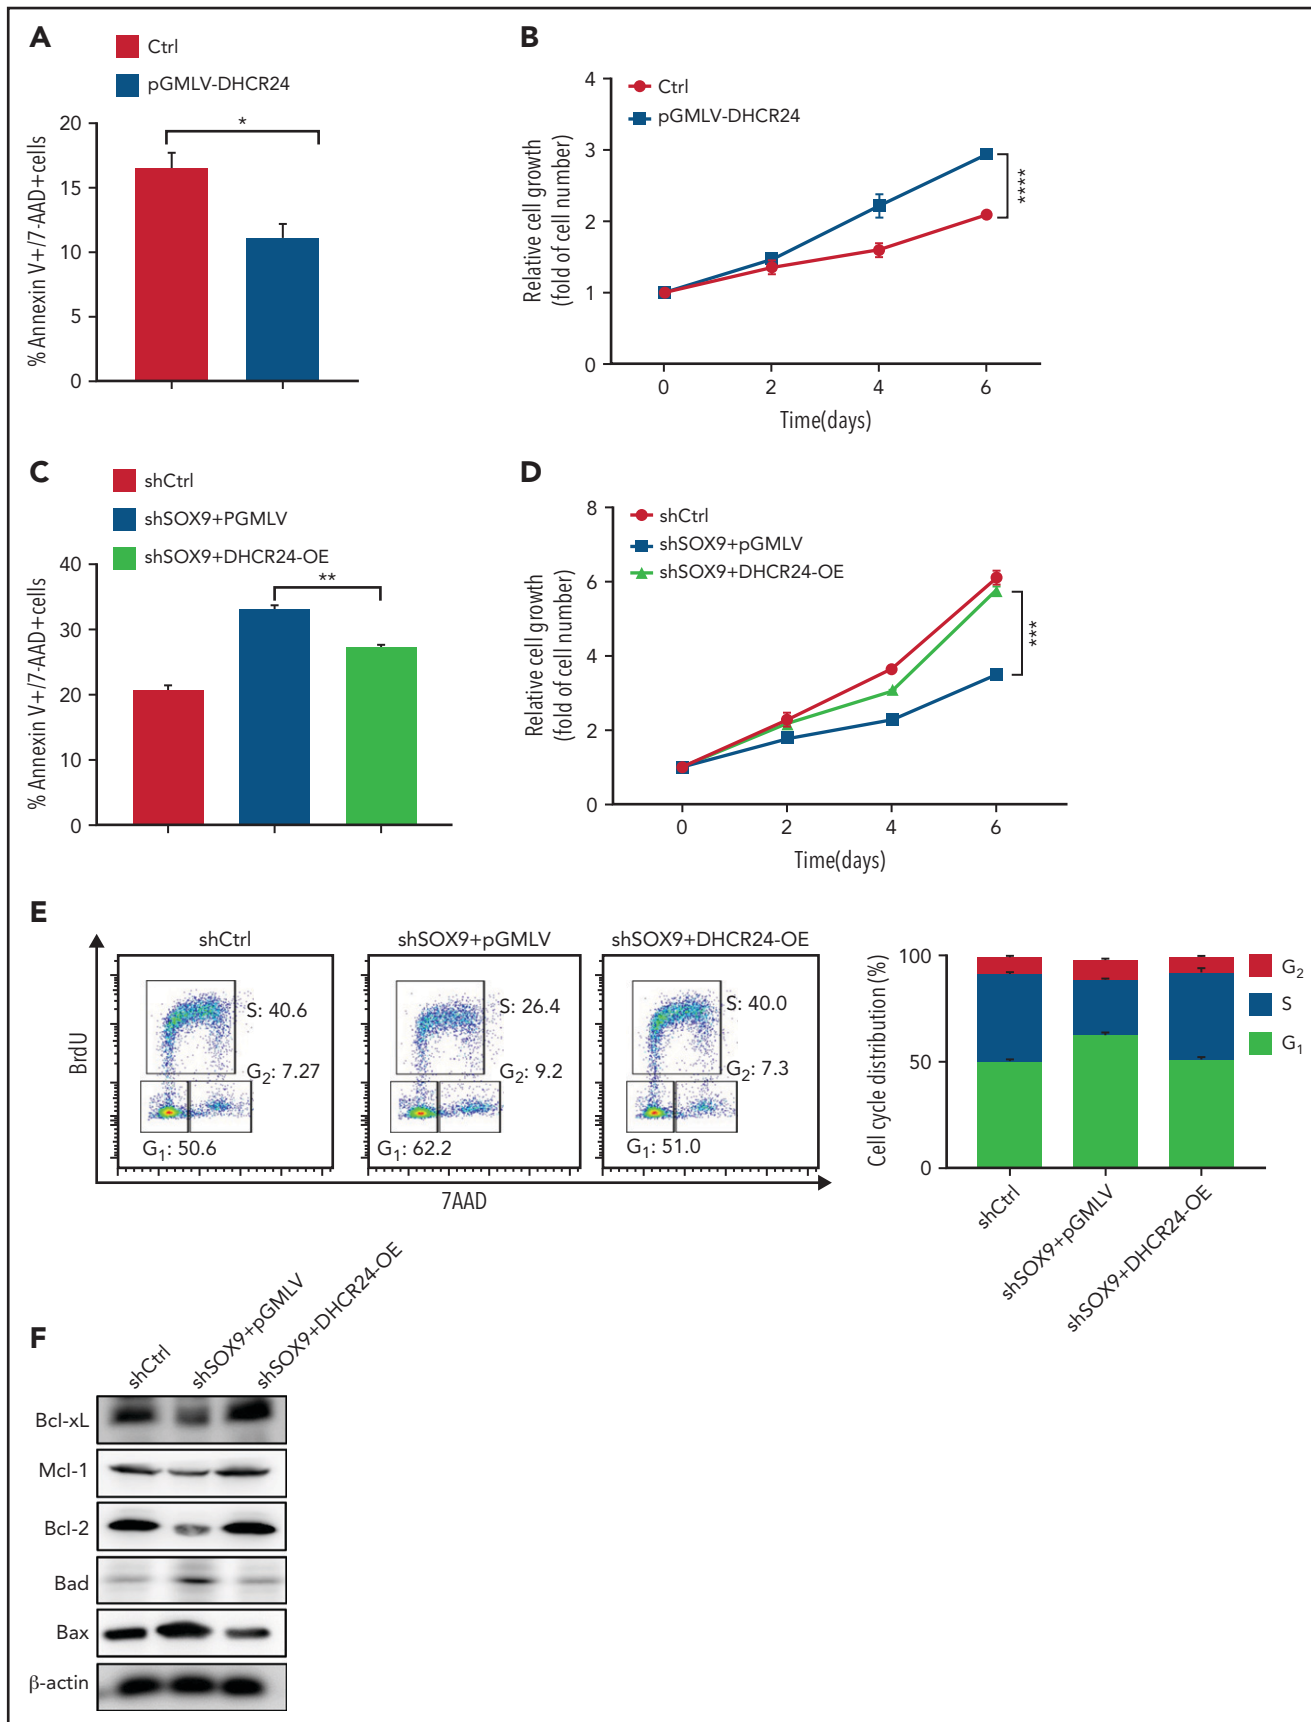 A
Ctrl
pGMLV-DHCR24
% Annexin V+/7-AAD+cells
20
15
10
5
0
*
B
Ctrl
pGMLV-DHCR24
Relative cell growth
(fold of cell number)
4
3
2
1
0
****
0 2 4 6
Time(days)
C
shCtrl
shSOX9+PGMLV
shSOX9+DHCR24-OE
% Annexin V+/7-AAD+cells
40
30
20
10
0
**
D
shCtrl
shSOX9+pGMLV
shSOX9+DHCR24-OE
Relative cell growth
(fold of cell number)
8
6
4
2
0
***
0 2 4 6
Time(days)
E
BrdU
shCtrl
S: 40.6
G2: 7.27
G1: 50.6
shSOX9+pGMLV
S: 26.4
G2: 9.2
G1: 62.2
shSOX9+DHCR24-OE
S: 40.0
G2: 7.3
G1: 51.0
7AAD
Cell cycle distribution (%)
100
50
0
G2
S
G1
shCtrl
shSOX9+pGMLV
shSOX9+DHCR24-OE
F
shCtrl
shSOX9+pGMLV
shSOX9+DHCR24-OE
Bcl-xL
Mcl-1
Bcl-2
Bad
Bax
β-actin